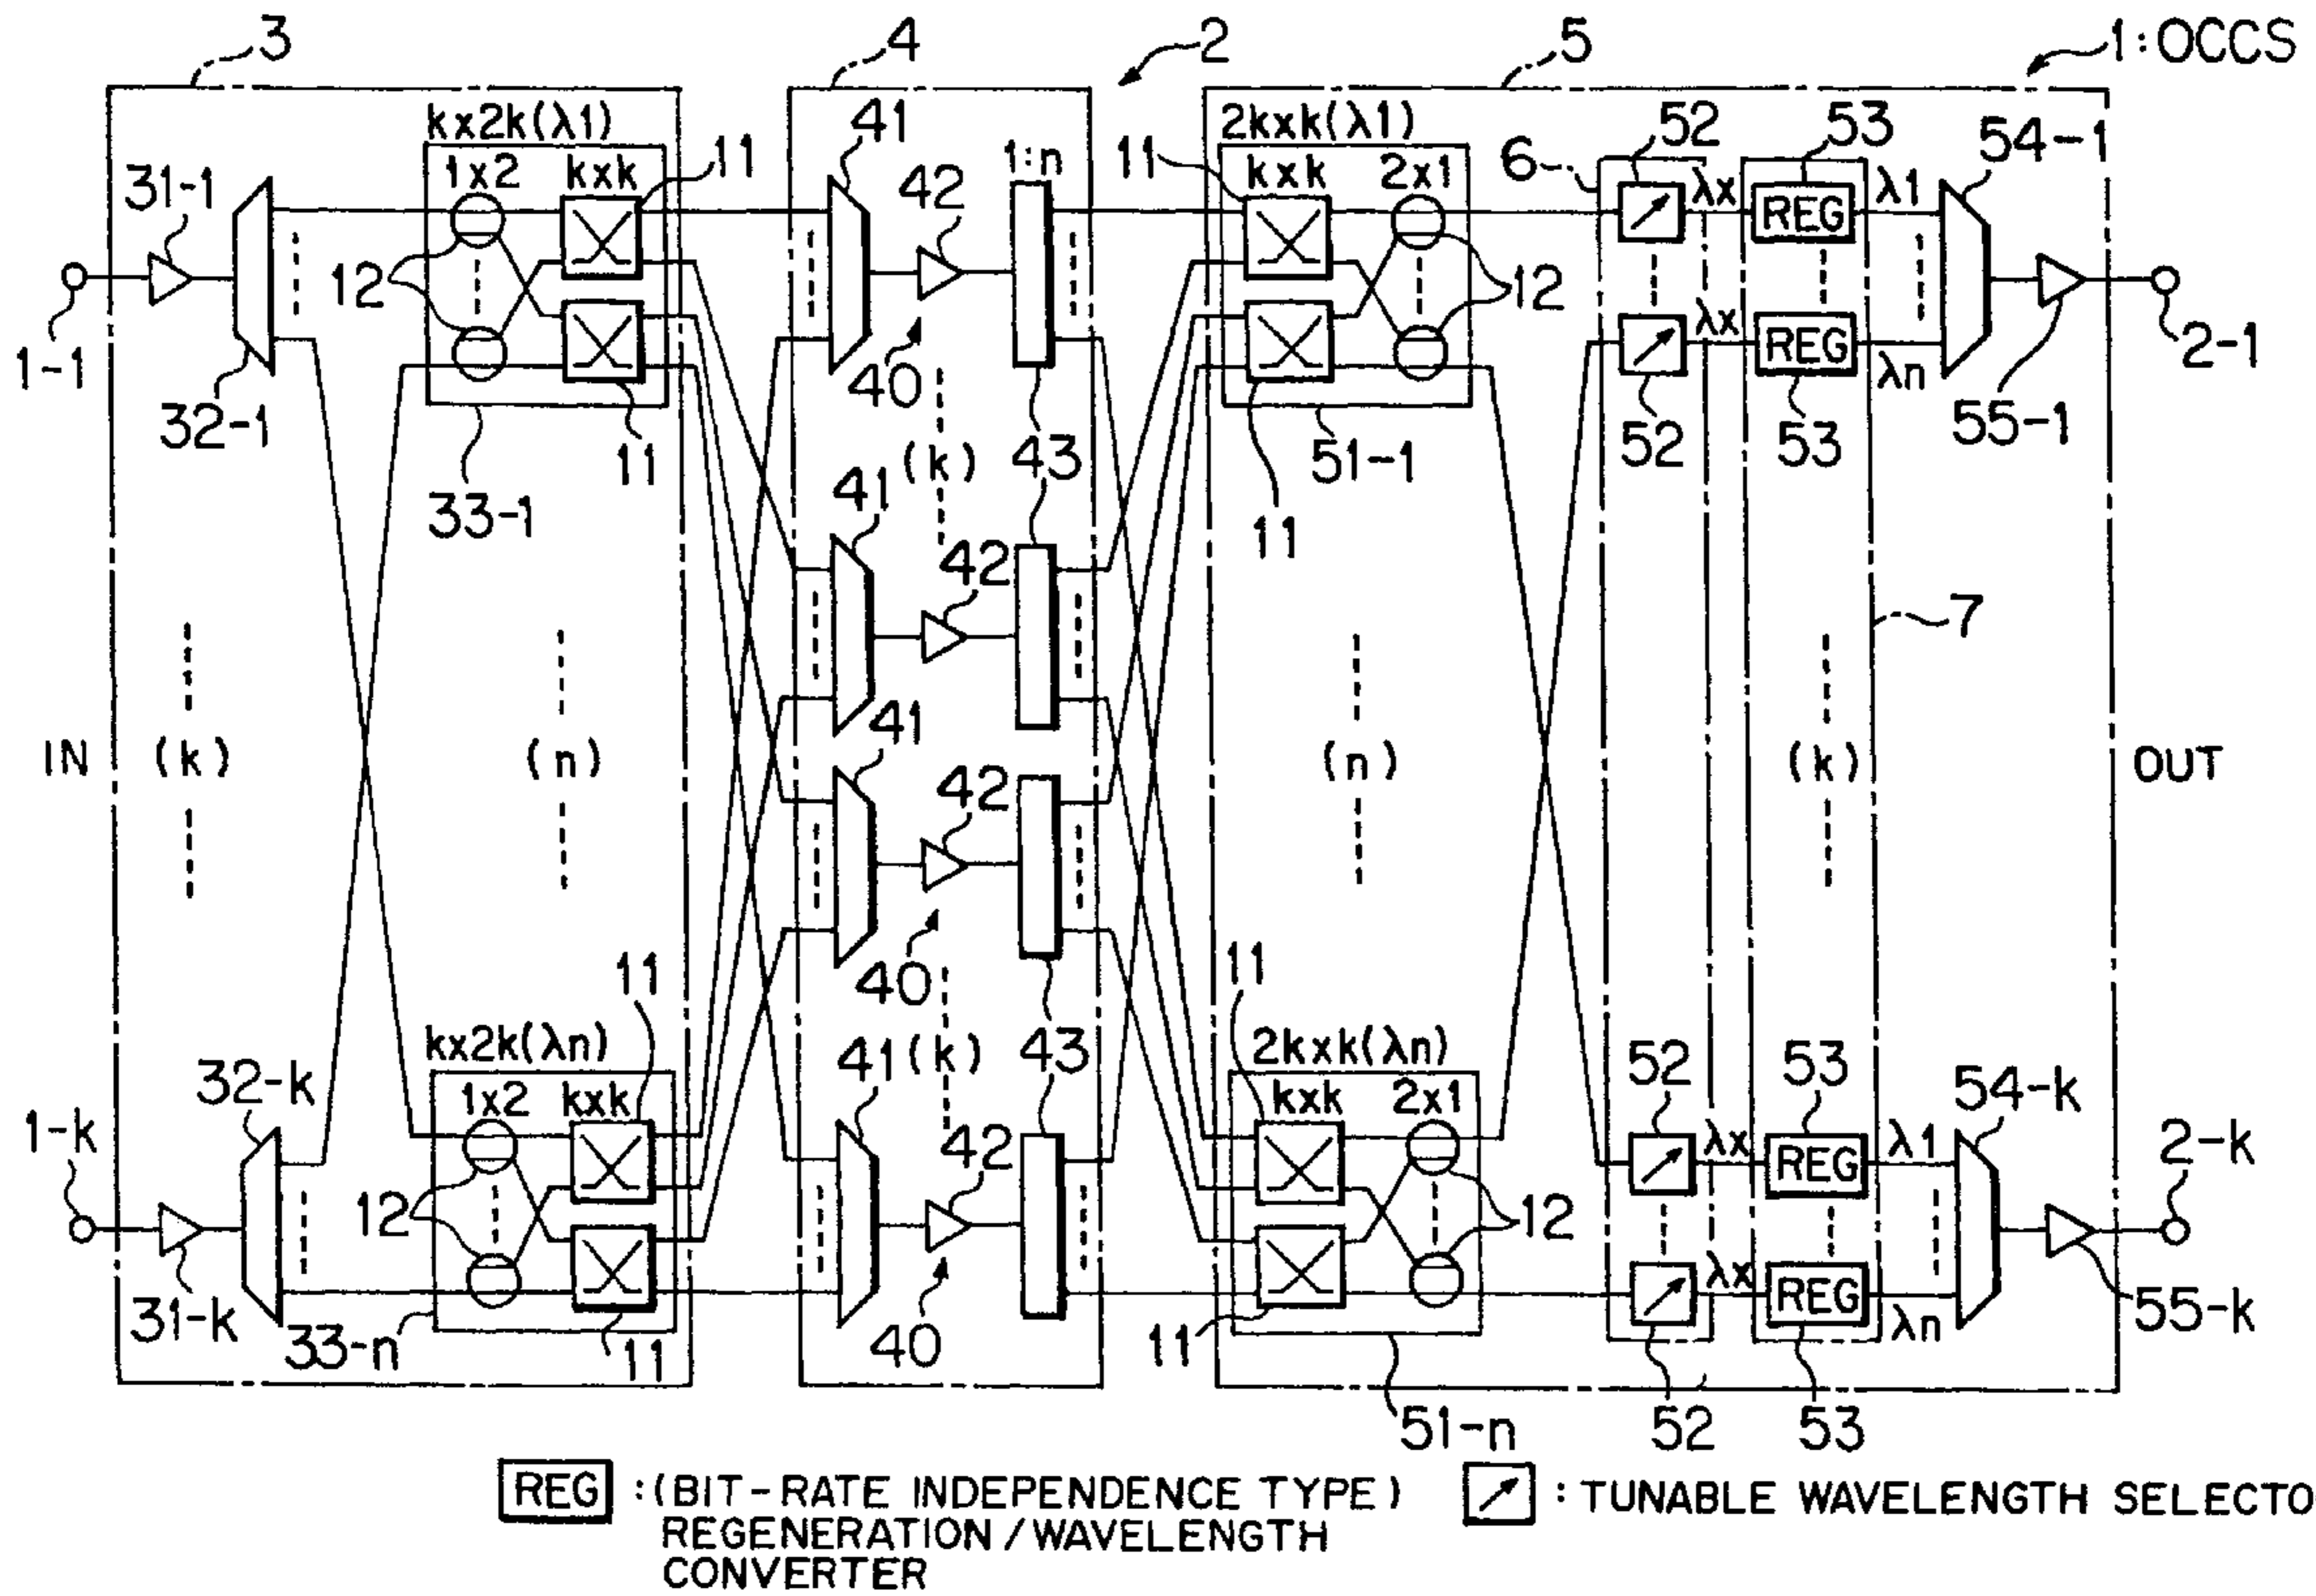 3
4
2
5
1:OCCS
kx2k(λ1)
41
2kxk(λ1)
52
53
54-1
1x2
kxk
11
42
1:n
11
kxk
2x1
6
λx
REG
λ1
31-1
12
12
1-1
40
λx
REG
λn
2-1
32-1
11
(k)
43
51-1
52
53
55-1
33-1
41
11
42
7
IN
(k)
(n)
41
42
(n)
(k)
OUT
11
40
11
kx2k(λn)
41
(k)
43
2kxk(λn)
52
53
54-k
32-k
1x2
kxk
42
kxk
2x1
λx
REG
λ1
2-k
1-k
12
12
31-k
λx
REG
λn
55-k
33-n
11
40
11
51-n
52
53
REG :(BIT-RATE INDEPENDENCE TYPE)
REGENERATION/WAVELENGTH
CONVERTER
: TUNABLE WAVELENGTH SELECTO